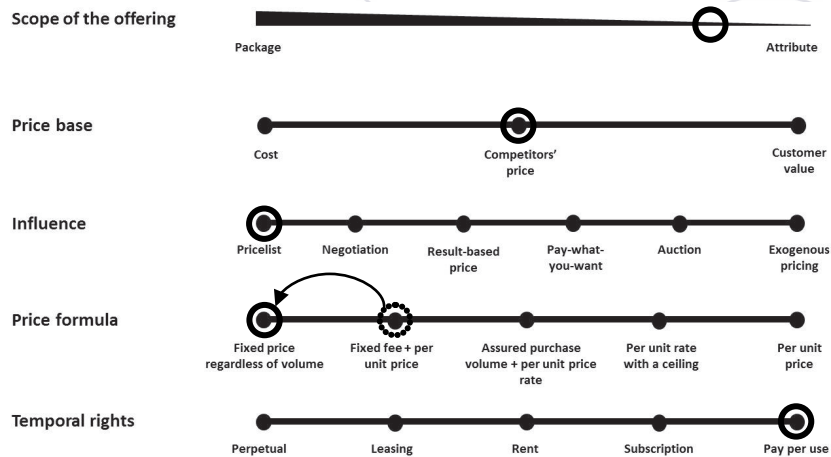 Scope of the offering
Package
Attribute
Price base
Cost
Competitors'
price
Customer
value
Influence
Pricelist
Negotiation
Result-based
price
Pay-what-
you-want
Auction
Exogenous
pricing
Price formula
Fixed price
regardless of volume
Fixed fee + per
unit price
Assured purchase
volume + per unit price
rate
Per unit rate
with a ceiling
Per unit
price
Temporal rights
Perpetual
Leasing
Rent
Subscription
Pay per use